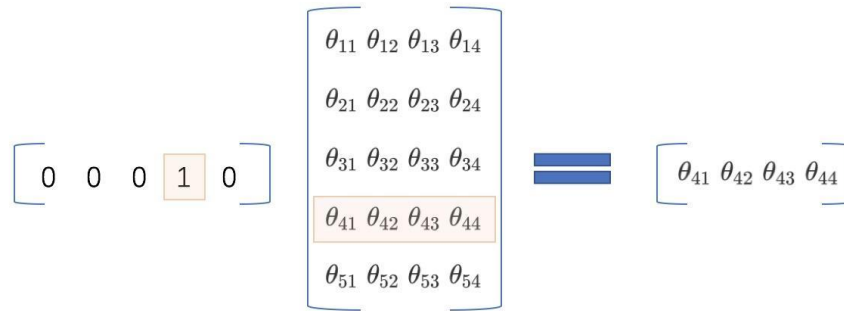 θ₁₁ θ₁₂ θ₁₃ θ₁₄
θ₂₁ θ₂₂ θ₂₃ θ₂₄
θ₃₁ θ₃₂ θ₃₃ θ₃₄
0 0 0 1 0
θ₄₁ θ₄₂ θ₄₃ θ₄₄
θ₅₁ θ₅₂ θ₅₃ θ₅₄
=
θ₄₁ θ₄₂ θ₄₃ θ₄₄